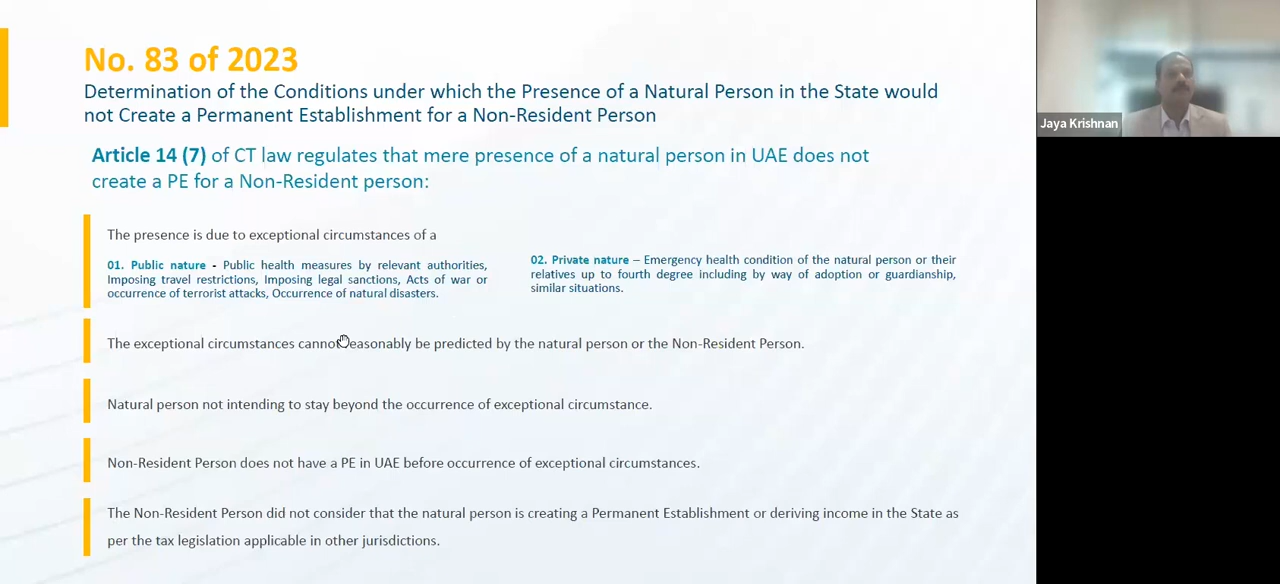 No. 83 of 2023
Determination of the Conditions under which the Presence of a Natural Person in the State would
not Create a Permanent Establishment for a Non-Resident Person
Article 14 (7) of CT law regulates that mere presence of a natural person in UAE does not
create a PE for a Non-Resident person:
The presence is due to exceptional circumstances of a
01. Public nature - Public health measures by relevant authorities,
Imposing travel restrictions, Imposing legal sanctions, Acts of war or
occurrence of terrorist attacks, Occurrence of natural disasters.
02. Private nature – Emergency health condition of the natural person or their
relatives up to fourth degree including by way of adoption or guardianship,
similar situations.
The exceptional circumstances cannot reasonably be predicted by the natural person or the Non-Resident Person.
Natural person not intending to stay beyond the occurrence of exceptional circumstance.
Non-Resident Person does not have a PE in UAE before occurrence of exceptional circumstances.
The Non-Resident Person did not consider that the natural person is creating a Permanent Establishment or deriving income in the State as
per the tax legislation applicable in other jurisdictions.
Jaya Krishnan